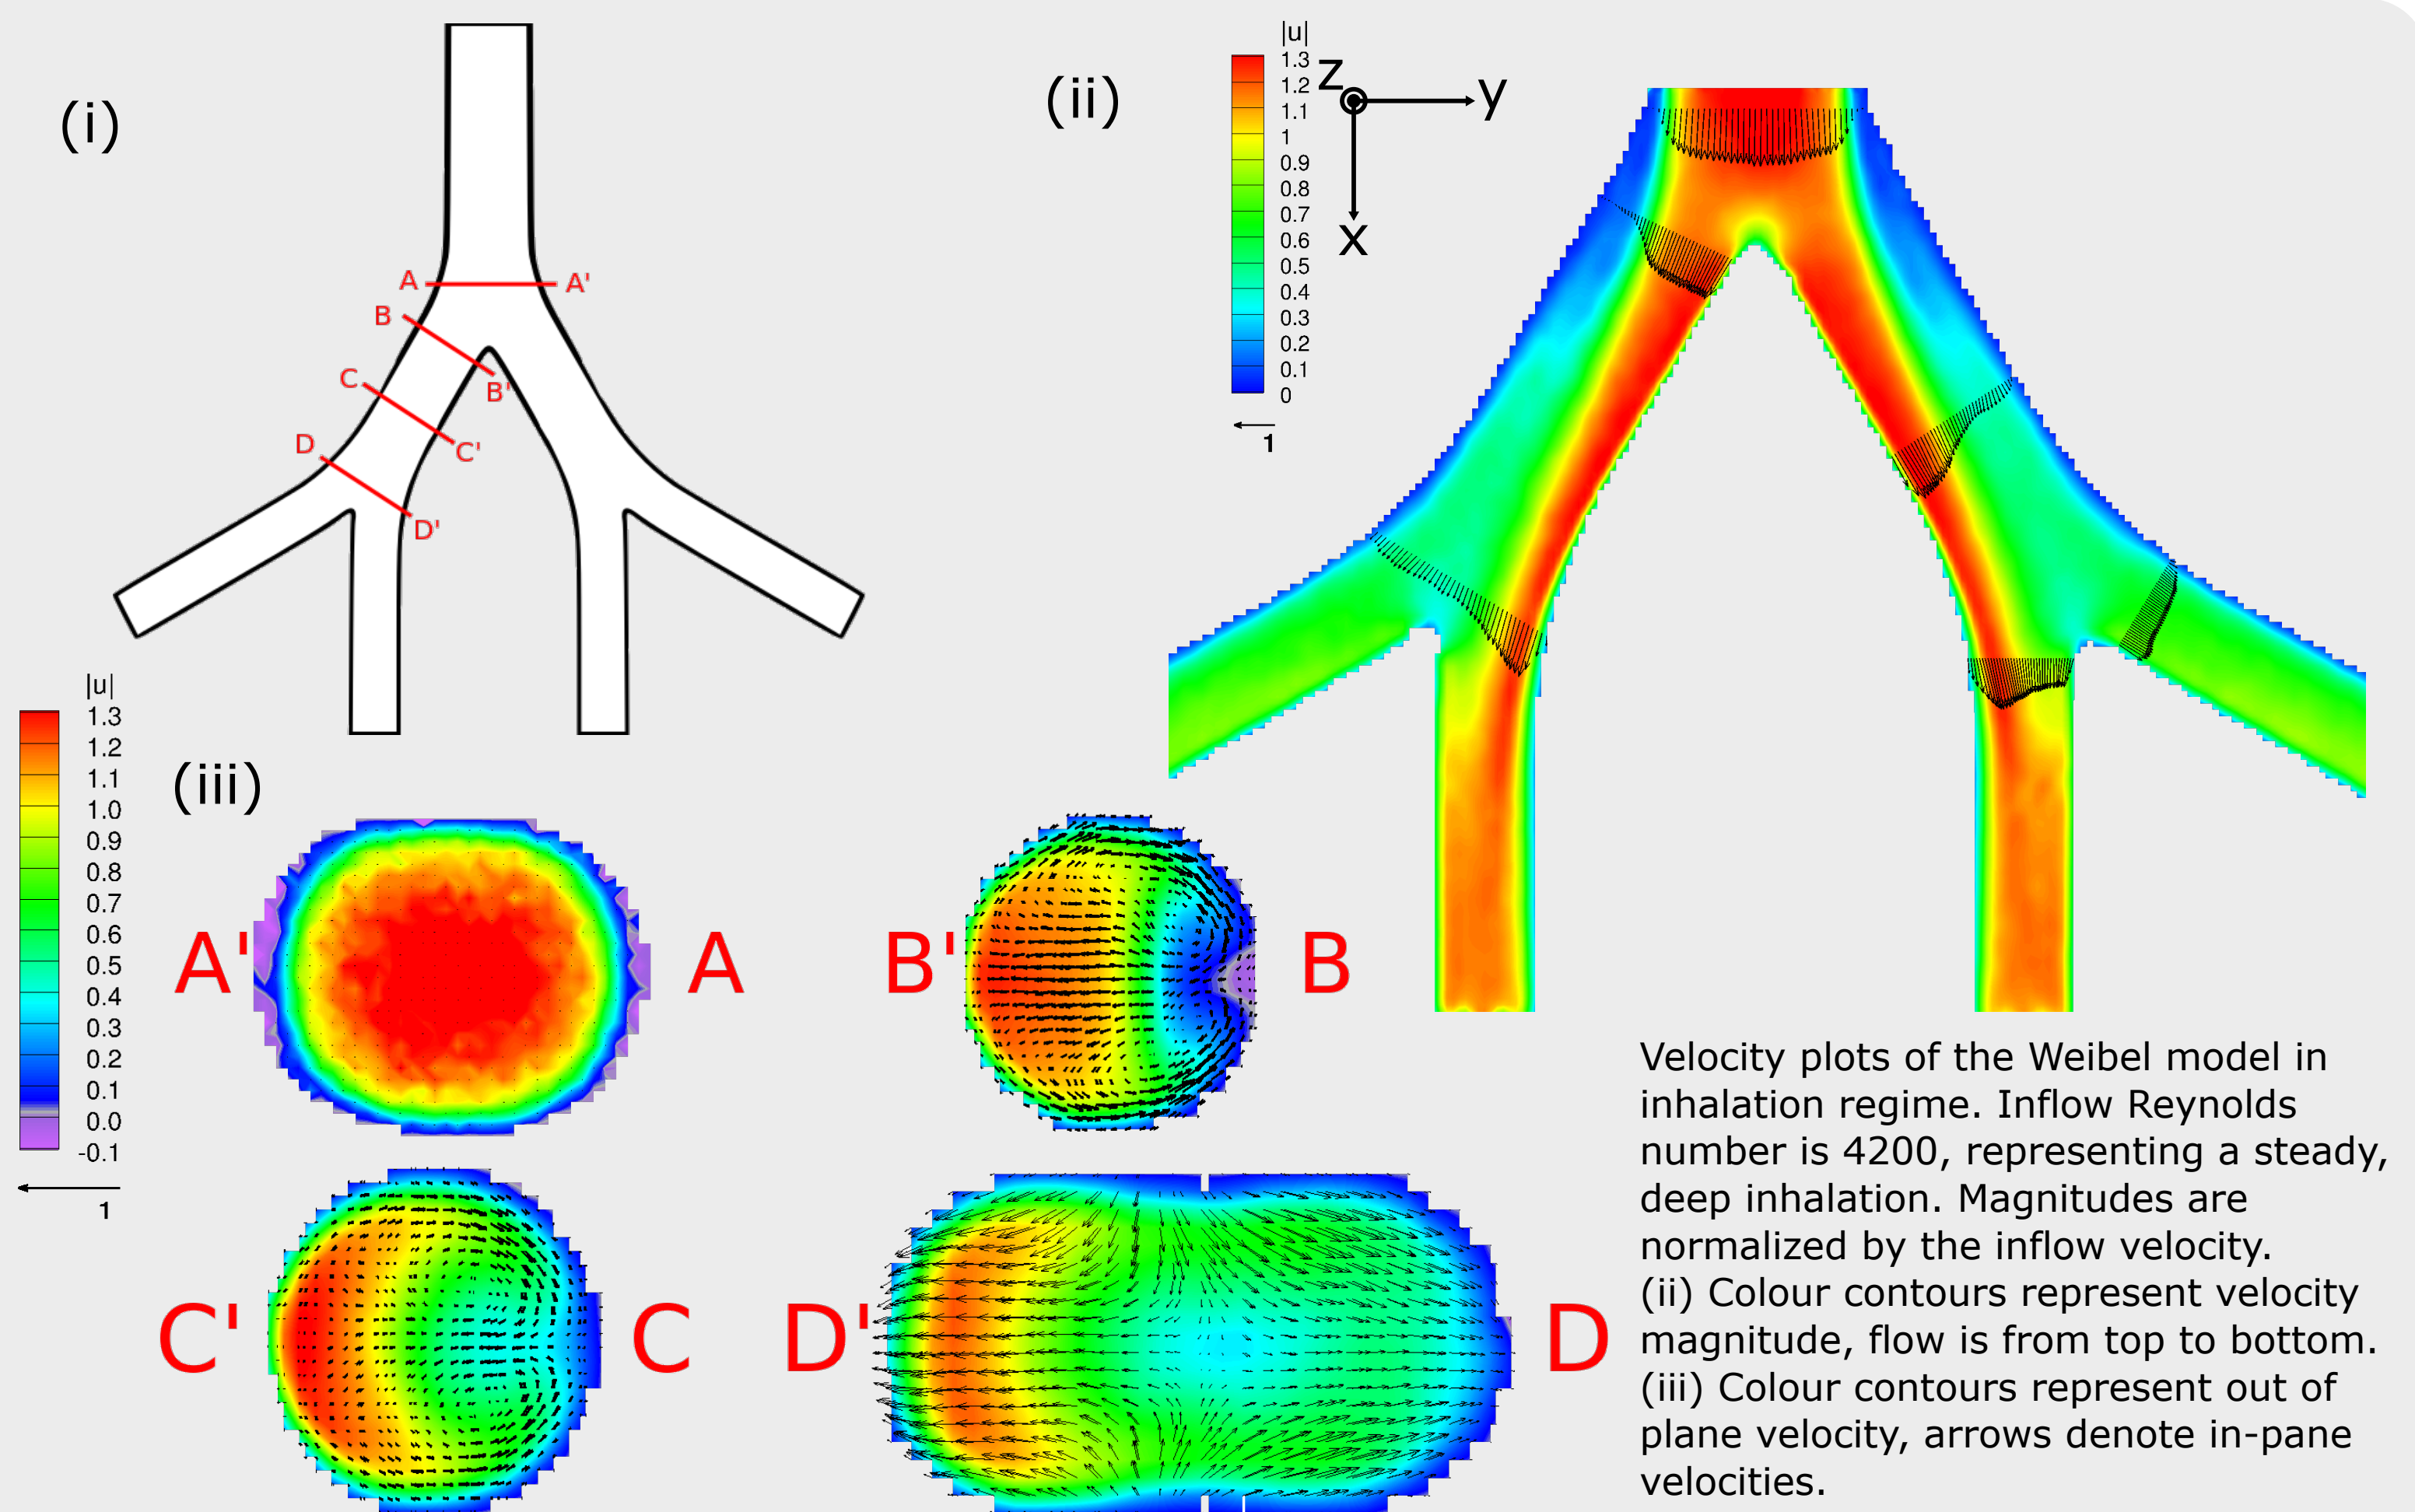 (i)
A
A'
B
B'
C
C'
D
D'
(ii)
|u|
1.3
1.2
1.1
1
0.9
0.8
0.7
0.6
0.5
0.4
0.3
0.2
0.1
0
1
z
y
x
(iii)
|u|
1.3
1.2
1.1
1.0
0.9
0.8
0.7
0.6
0.5
0.4
0.3
0.2
0.1
0.0
-0.1
1
A'
A
B'
B
C'
C
D'
D
Velocity plots of the Weibel model in
inhalation regime. Inflow Reynolds
number is 4200, representing a steady,
deep inhalation. Magnitudes are
normalized by the inflow velocity.
(ii) Colour contours represent velocity
magnitude, flow is from top to bottom.
(iii) Colour contours represent out of
plane velocity, arrows denote in-pane
velocities.